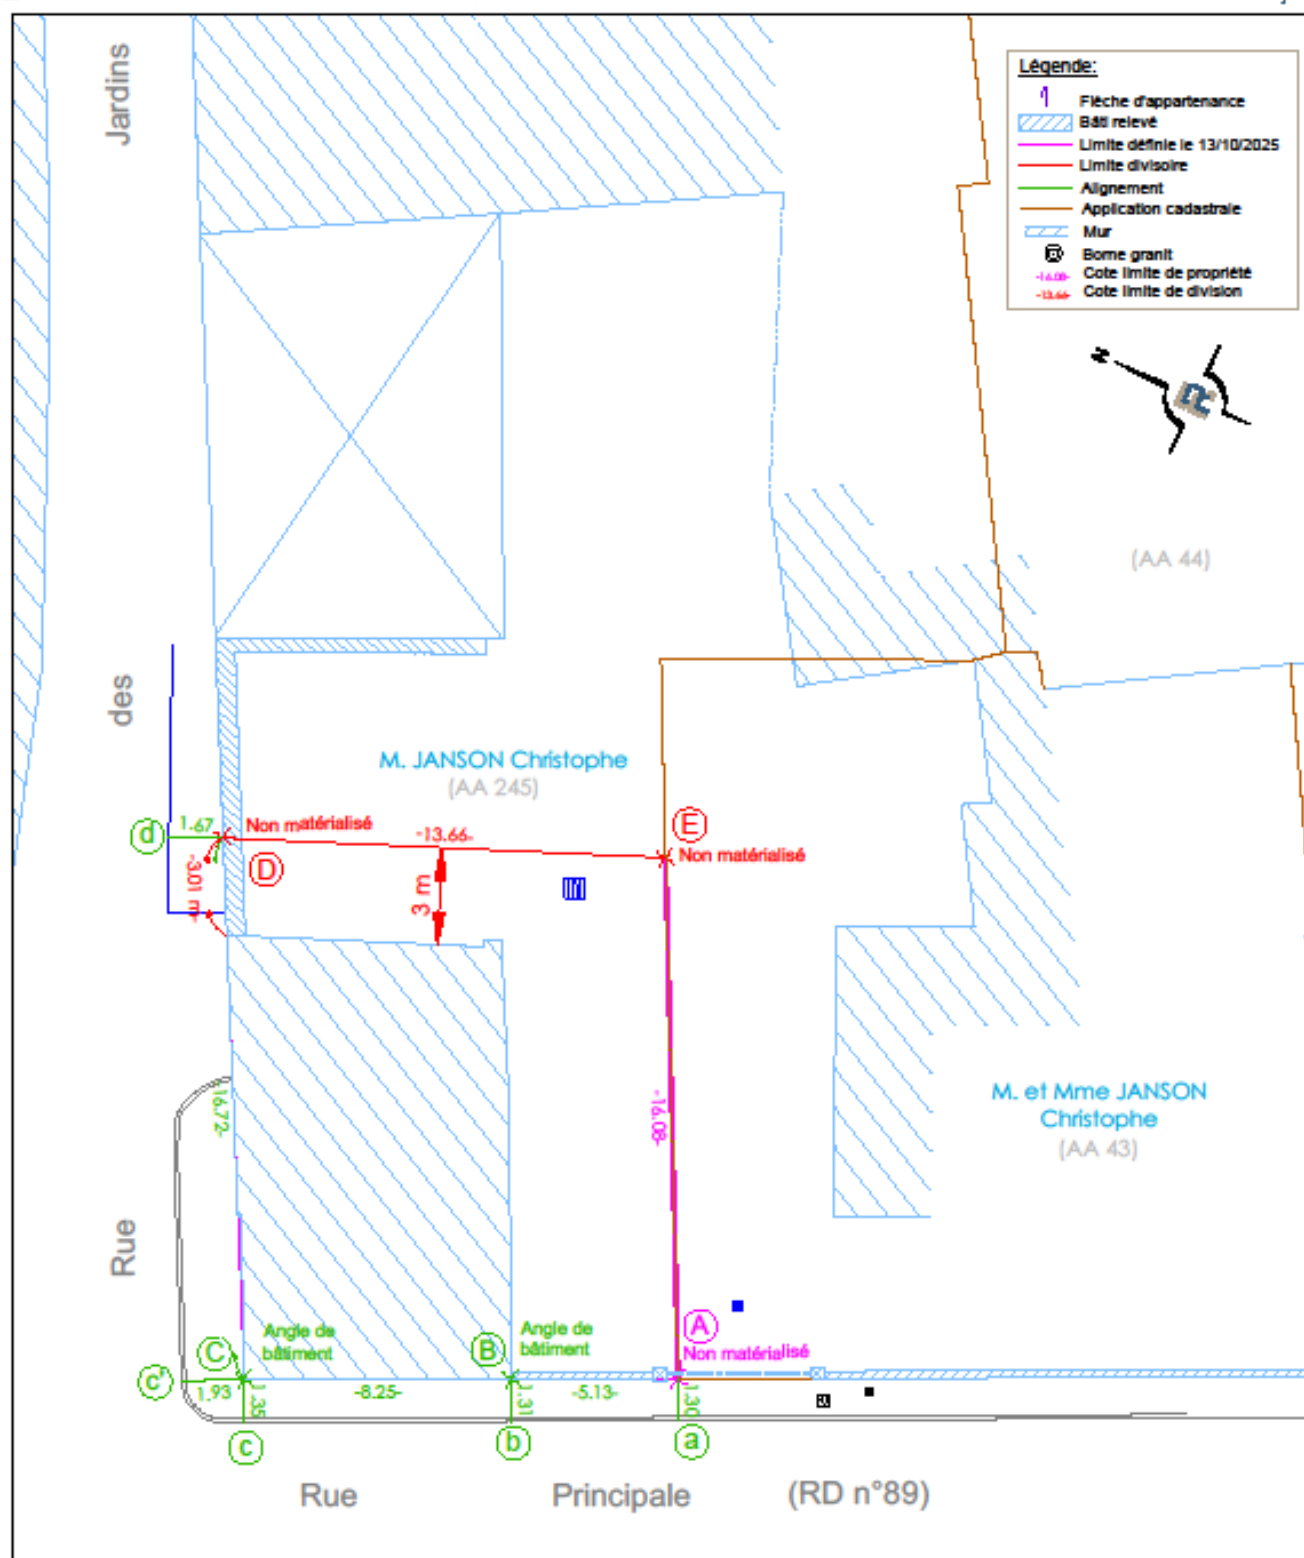 Légende:
Flèche d'appartenance
Bâti relevé
Limite définie le 13/10/2025
Limite divisoire
Alignement
Application cadastrale
Mur
Borne granit
-16.08- Cote limite de propriété
-13.66- Cote limite de division
N
Jardins
des
Rue
(AA 44)
M. JANSON Christophe
(AA 245)
d
1.67
Non matérialisé
-13.66-
E
Non matérialisé
D
-3.01 m-
3 m
-16.72-
-16.08-
M. et Mme JANSON
Christophe
(AA 43)
A
Non matérialisé
Angle de
bâtiment
B
Angle de
bâtiment
C
c'
1.93
1.35
-8.25-
1.31
-5.13-
1.30
c
b
a
Rue Principale (RD n°89)